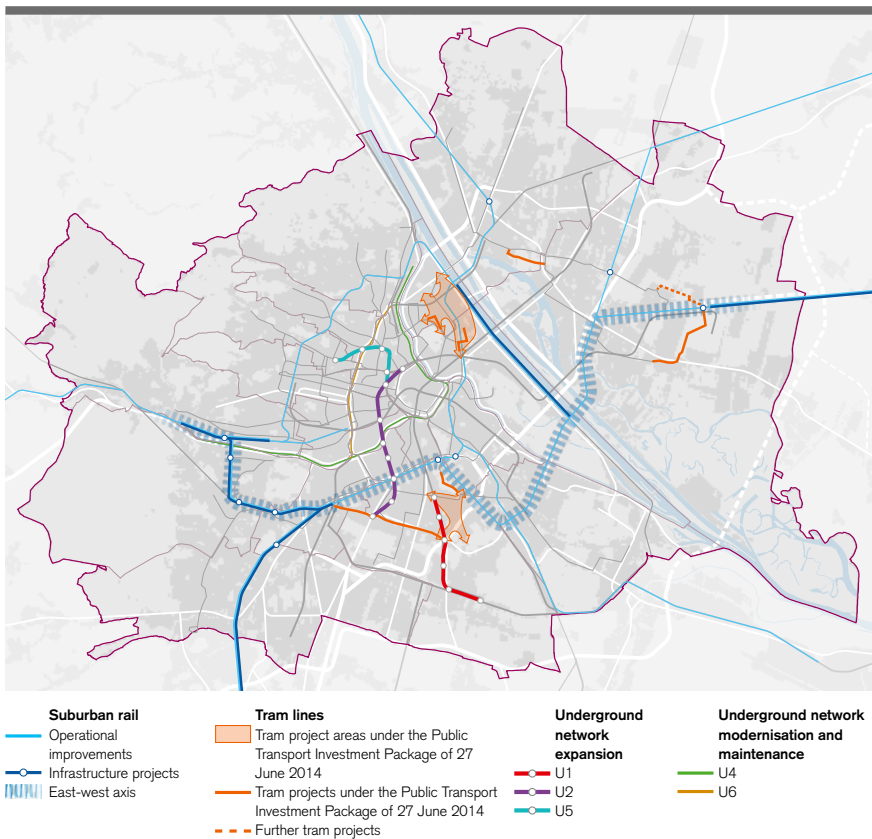 Suburban rail
Operational
improvements
Infrastructure projects
East-west axis
Tram lines
Tram project areas under the Public
Transport Investment Package of 27
June 2014
Tram projects under the Public Transport
Investment Package of 27 June 2014
Further tram projects
Underground
network
expansion
U1
U2
U5
Underground network
modernisation and
maintenance
U4
U6